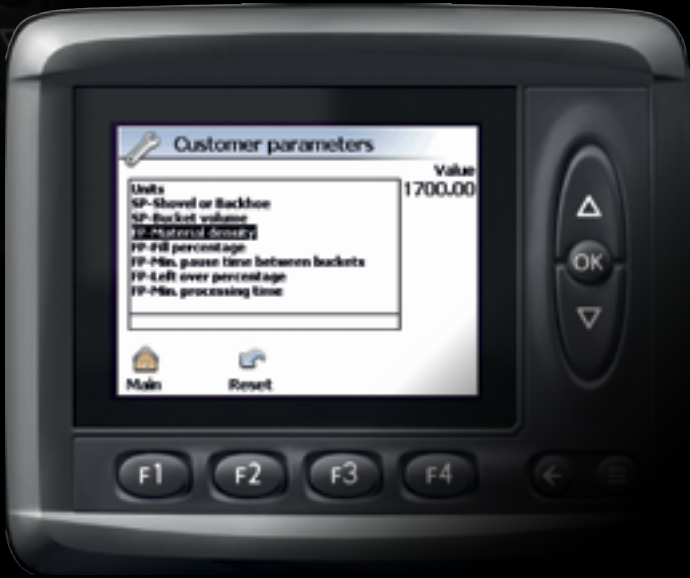 Customer parameters
Value
1700.00
Units
SP-Shovel or Backhoe
SP-Bucket volume
FP-Material density
FP-Fill percentage
FP-Min. pause time between buckets
FP-Left over percentage
FP-Min. processing time
Main
Reset
OK
F1
F2
F3
F4